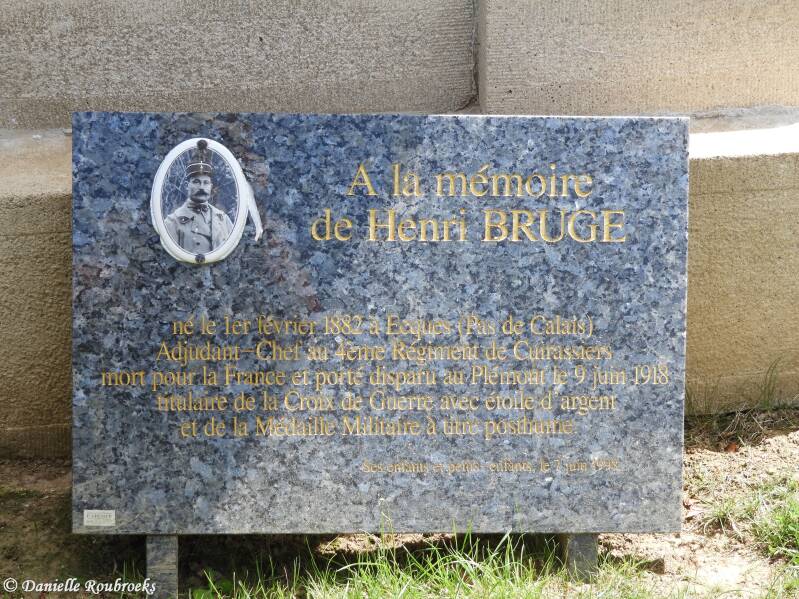 A la mémoire
de Henri BRUGE
né le 1er février 1882 à Ecques (Pas de Calais)
Adjudant-Chef au 4ème Régiment de Cuirassiers
mort pour la France et porté disparu au Plémont le 9 juin 1918
titulaire de la Croix de Guerre avec étoile d'argent
et de la Médaille Militaire à titre posthume.
Ses enfants et petits-enfants, le 7 juin 1998.
© Danielle Roubroeks